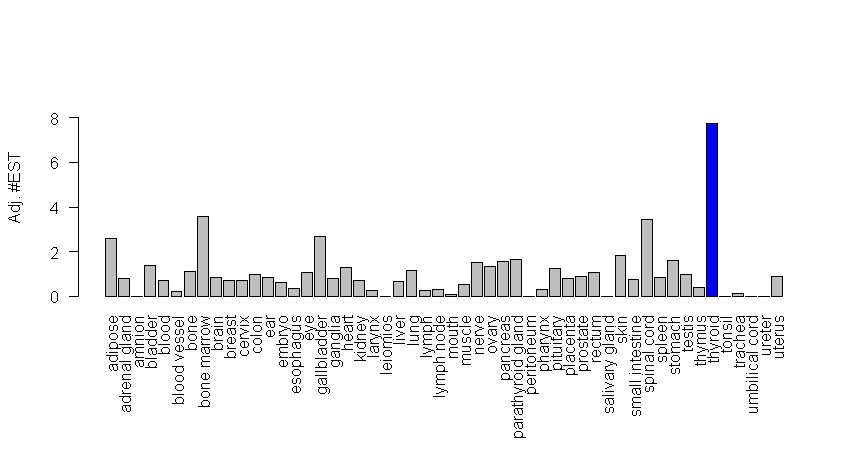 Adj. #EST
8
6
4
2
0
adipose
adrenal gland
amnion
bladder
blood
blood vessel
bone
bone marrow
brain
breast
cervix
colon
ear
embryo
esophagus
eye
gallbladder
ganglia
heart
kidney
larynx
leiomios
liver
lung
lymph
lymph node
mouth
muscle
nerve
ovary
pancreas
parathyroid gland
peritoneum
pharynx
pituitary
placenta
prostate
rectum
salivary gland
skin
small intestine
spinal cord
spleen
stomach
testis
thymus
thyroid
tonsil
trachea
umbilical cord
ureter
uterus